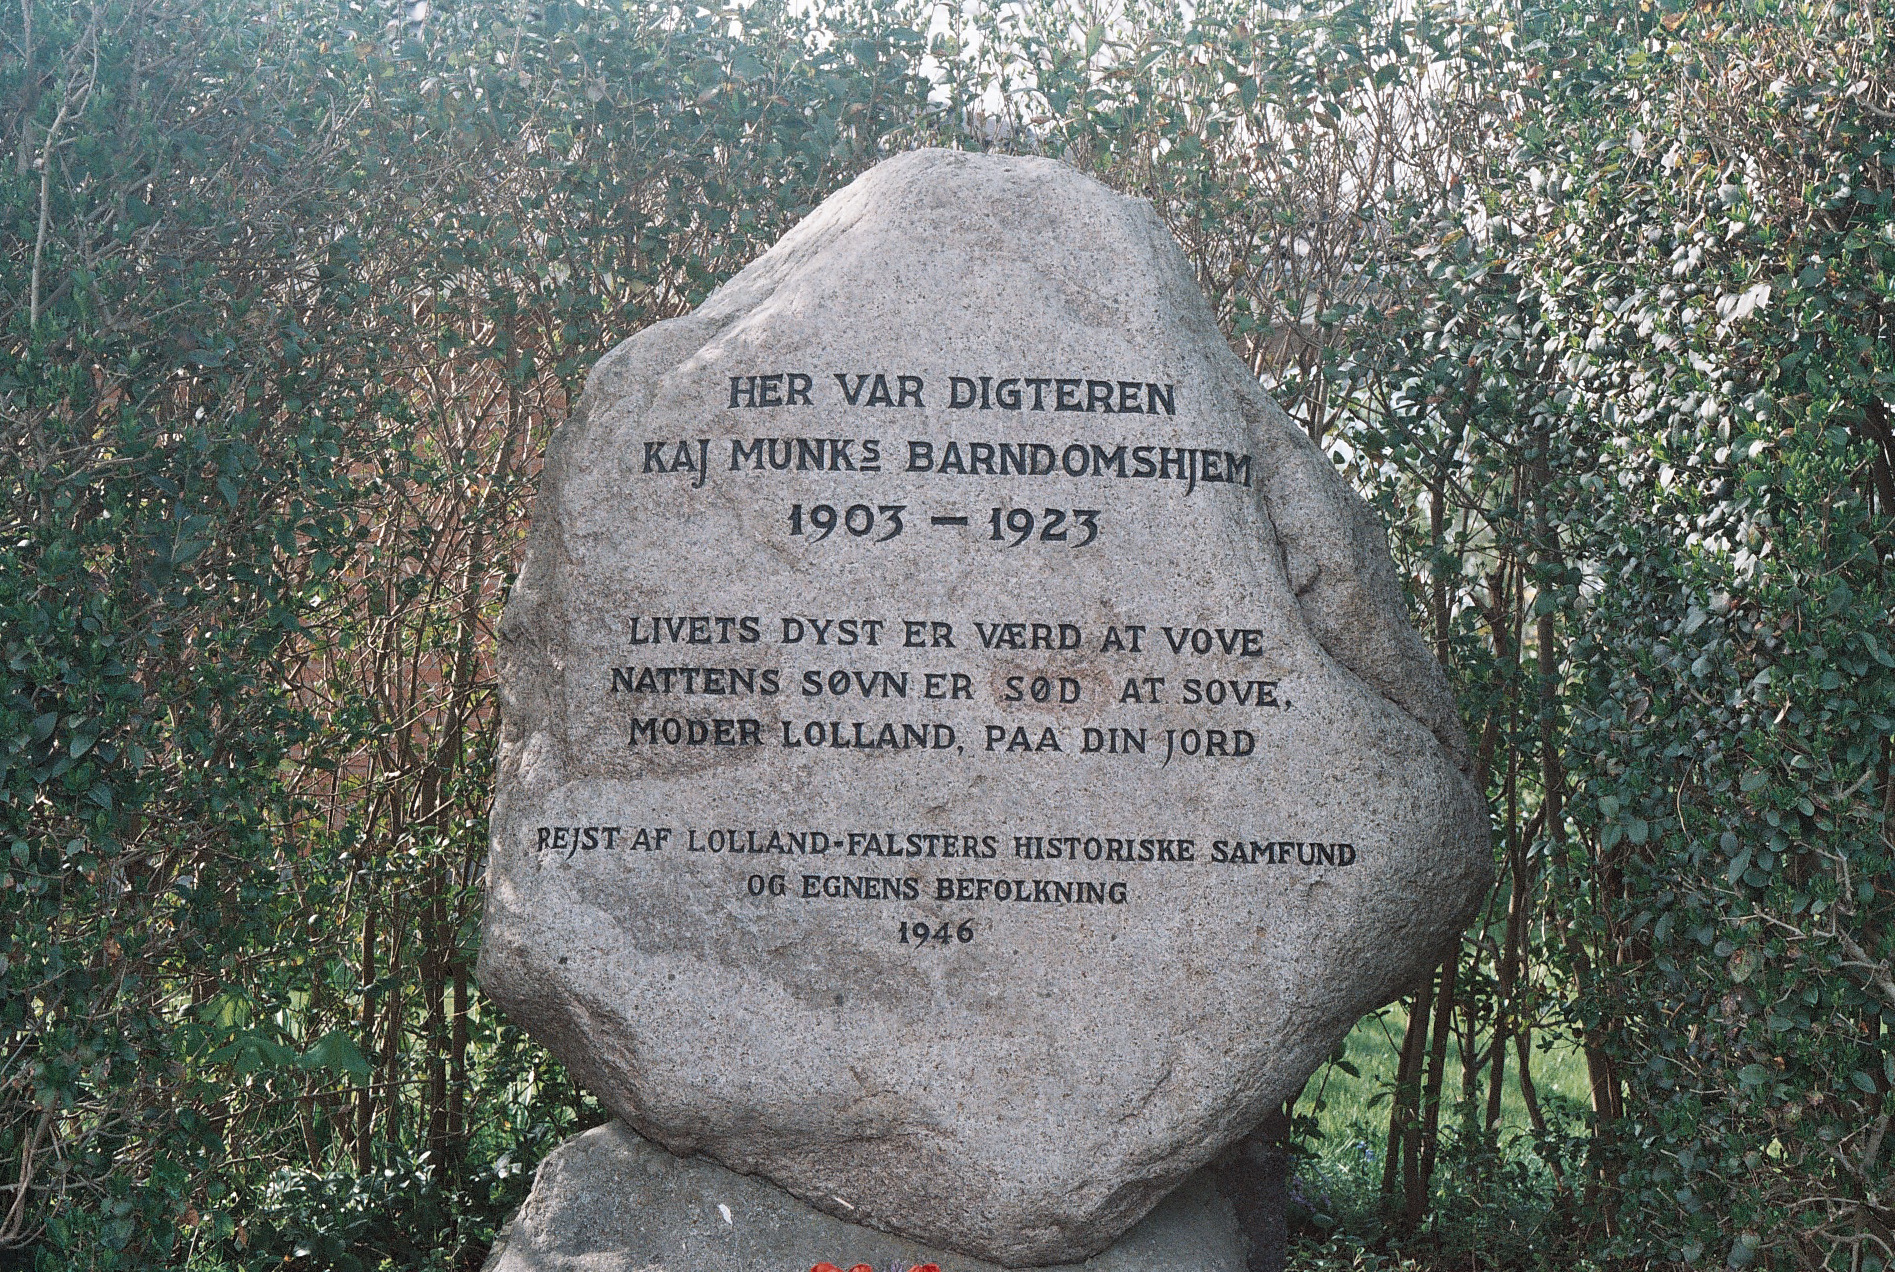 HER VAR DIGTEREN
KAJ MUNKS BARNDOMSHJEM
1903 – 1923
LIVETS DYST ER VÆRD AT VOVE
NATTENS SØVN ER SØD AT SOVE,
MODER LOLLAND, PAA DIN JORD
REJST AF LOLLAND-FALSTERS HISTORISKE SAMFUND
OG EGNENS BEFOLKNING
1946